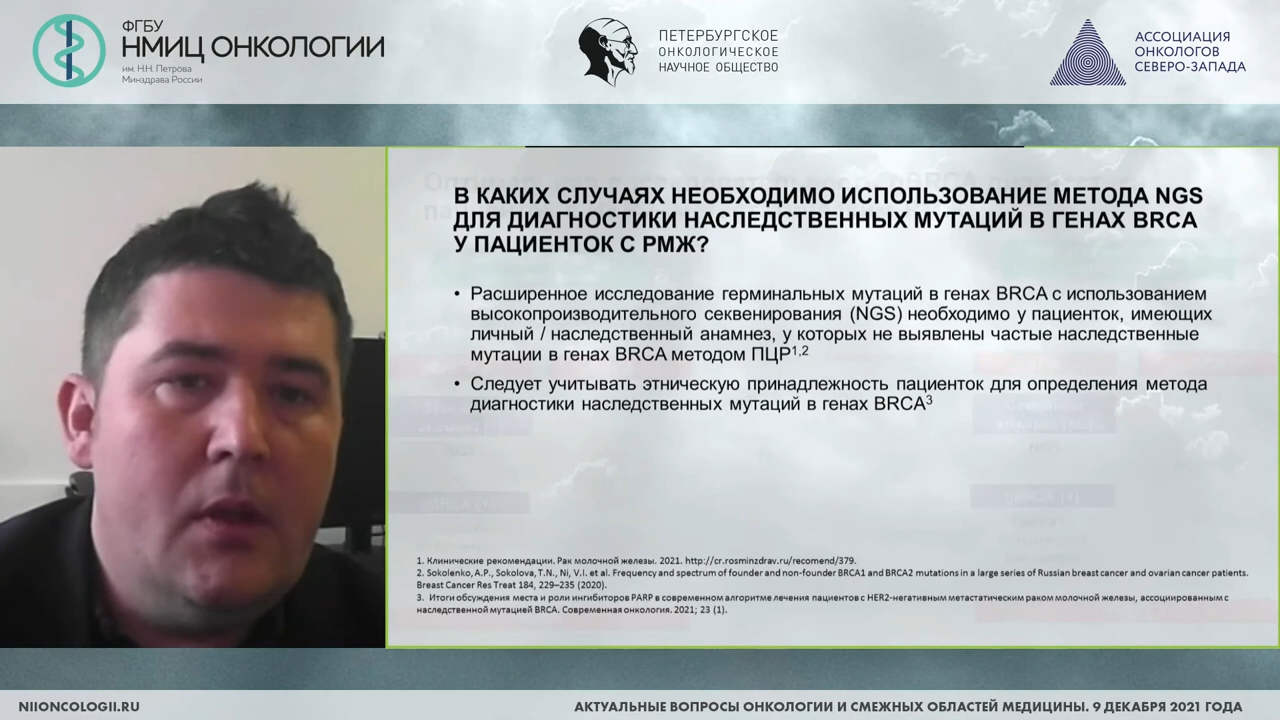 ФГБУ
НМИЦ ОНКОЛОГИИ
им. Н.Н. Петрова
Минздрава России
ПЕТЕРБУРГСКОЕ
ОНКОЛОГИЧЕСКОЕ
НАУЧНОЕ ОБЩЕСТВО
АССОЦИАЦИЯ
ОНКОЛОГОВ
СЕВЕРО-ЗАПАДА
В КАКИХ СЛУЧАЯХ НЕОБХОДИМО ИСПОЛЬЗОВАНИЕ МЕТОДА NGS
ДЛЯ ДИАГНОСТИКИ НАСЛЕДСТВЕННЫХ МУТАЦИЙ В ГЕНАХ BRCA
У ПАЦИЕНТОК С РМЖ?
• Расширенное исследование герминальных мутаций в генах BRCA с использованием
высокопроизводительного секвенирования (NGS) необходимо у пациенток, имеющих
личный / наследственный анамнез, у которых не выявлены частые наследственные
мутации в генах BRCA методом ПЦР1,2
• Следует учитывать этническую принадлежность пациенток для определения метода
диагностики наследственных мутаций в генах BRCA3
1. Клинические рекомендации. Рак молочной железы. 2021. http://cr.rosminzdrav.ru/recomend/379.
2. Sokolenko, A.P., Sokolova, T.N., Ni, V.I. et al. Frequency and spectrum of founder and non-founder BRCA1 and BRCA2 mutations in a large series of Russian breast cancer and ovarian cancer patients.
Breast Cancer Res Treat 184, 229–235 (2020).
3. Итоги обсуждения места и роли ингибиторов PARP в современном алгоритме лечения пациентов с HER2-негативным метастатическим раком молочной железы, ассоциированным с
наследственной мутацией BRCA. Современная онкология. 2021; 23 (1).
NIIONCOLOGII.RU
АКТУАЛЬНЫЕ ВОПРОСЫ ОНКОЛОГИИ И СМЕЖНЫХ ОБЛАСТЕЙ МЕДИЦИНЫ. 9 ДЕКАБРЯ 2021 ГОДА